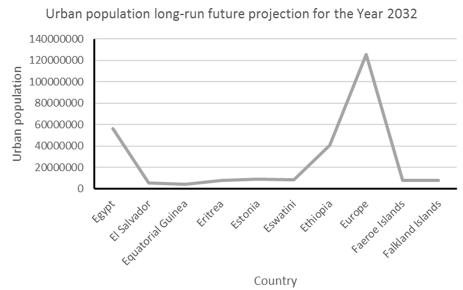 Urban population long-run future projection for the Year 2032
Urban population
140000000
120000000
100000000
80000000
60000000
40000000
20000000
0
Egypt
El Salvador
Equatorial Guinea
Eritrea
Estonia
Eswatini
Ethiopia
Europe
Faeroe Islands
Falkland Islands
Country